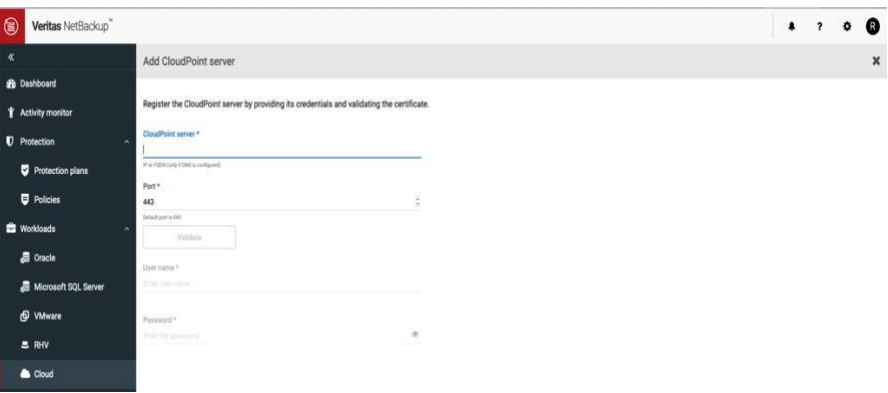 Veritas NetBackup™
? R
«
Add CloudPoint server
Dashboard
Activity monitor
Protection
Protection plans
Policies
Workloads
Oracle
Microsoft SQL Server
VMware
RHV
Cloud
Register the CloudPoint server by providing its credentials and validating the certificate.
CloudPoint server *
IP or FQDN (only if DNS is configured)
Port *
443
Default port is 443
Validate
User name *
Enter user name
Password *
Enter the password